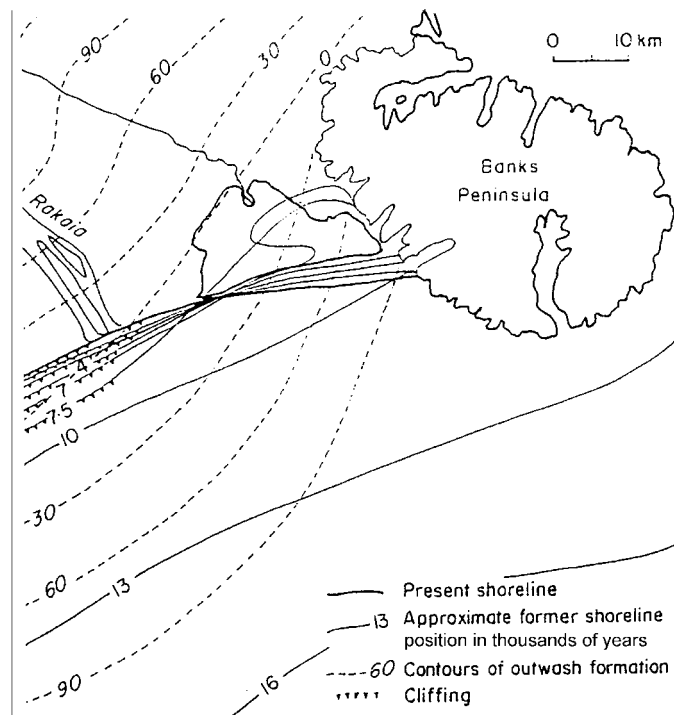 90
60
30
0
0 10 km
Banks
Peninsula
Rakaia
4
7
7·5
10
30
60
13
90
16
Present shoreline
13 Approximate former shoreline
position in thousands of years
60 Contours of outwash formation
Cliffing